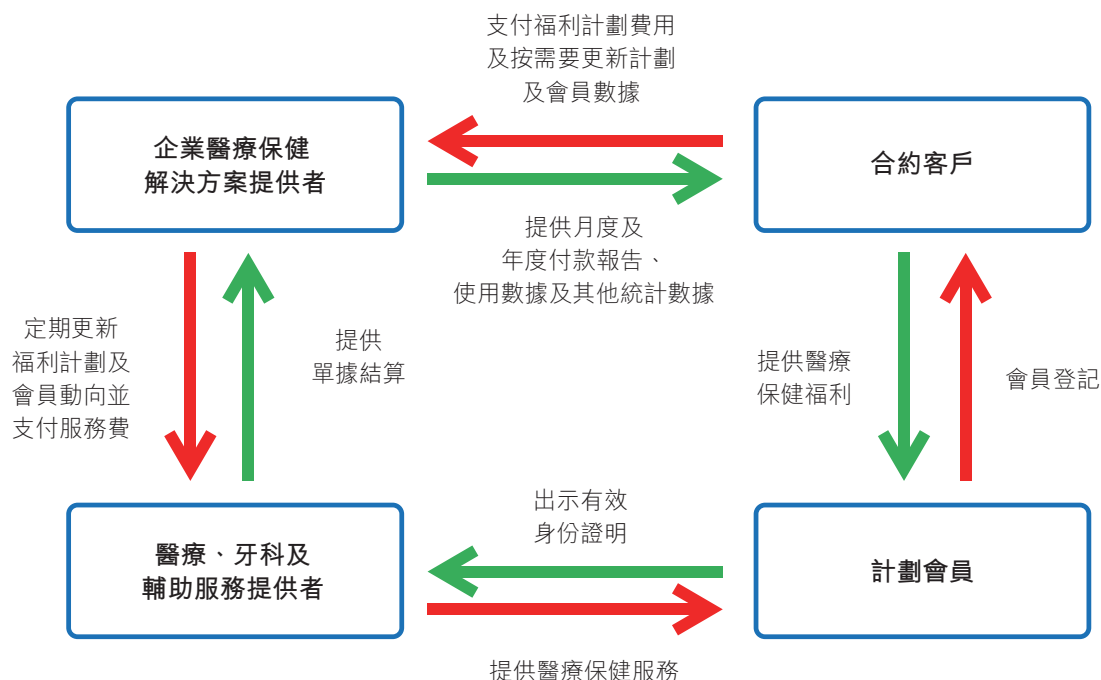 支付福利計劃費用
及按需要更新計劃
及會員數據
企業醫療保健
解決方案提供者
合約客戶
提供月度及
年度付款報告、
使用數據及其他統計數據
定期更新
福利計劃及
會員動向並
支付服務費
提供
單據結算
提供醫療
保健福利
會員登記
出示有效
身份證明
醫療、牙科及
輔助服務提供者
計劃會員
提供醫療保健服務